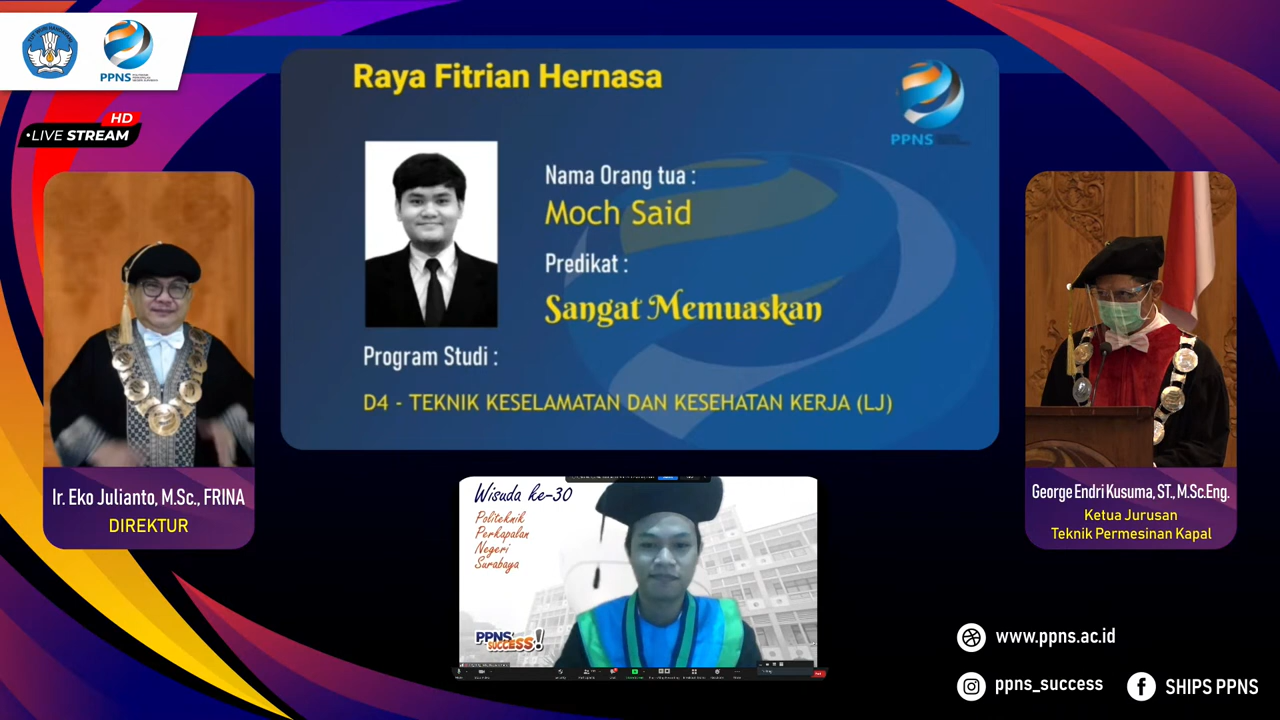 PPNS
HD
•LIVE STREAM
Raya Fitrian Hernasa
PPNS
Nama Orang tua :
Moch Said
Predikat :
Sangat Memuaskan
Program Studi :
D4 - TEKNIK KESELAMATAN DAN KESEHATAN KERJA (LJ)
Ir. Eko Julianto, M.Sc., FRINA
DIREKTUR
George Endri Kusuma, ST., M.Sc.Eng.
Ketua Jurusan
Teknik Permesinan Kapal
Wisuda ke-30
Politeknik
Perkapalan
Negeri
Surabaya
PPNS
SUCCESS!
www.ppns.ac.id
ppns_success
SHIPS PPNS